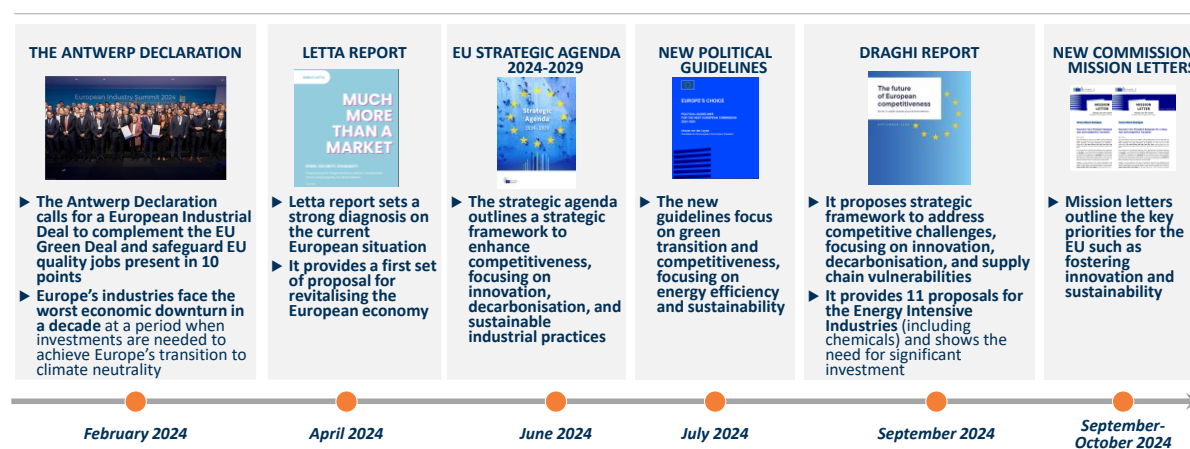 THE ANTWERP DECLARATION
European Industry Summit 2024
The Antwerp Declaration
calls for a European Industrial
Deal to complement the EU
Green Deal and safeguard EU
quality jobs present in 10
points
Europe's industries face the
worst economic downturn in
a decade at a period when
investments are needed to
achieve Europe's transition to
climate neutrality
February 2024
LETTA REPORT
MUCH
MORE
THAN A
MARKET
Letta report sets a
strong diagnosis on
the current
European situation
It provides a first set
of proposal for
revitalising the
European economy
April 2024
EU STRATEGIC AGENDA
2024-2029
Strategic
Agenda
2024-2029
The strategic agenda
outlines a strategic
framework to
enhance
competitiveness,
focusing on
innovation,
decarbonisation, and
sustainable
industrial practices
June 2024
NEW POLITICAL
GUIDELINES
EUROPE'S CHOICE
The new
guidelines focus
on green
transition and
competitiveness,
focusing on
energy efficiency
and sustainability
July 2024
DRAGHI REPORT
The future
of European
competitiveness
It proposes strategic
framework to address
competitive challenges,
focusing on innovation,
decarbonisation, and supply
chain vulnerabilities
It provides 11 proposals for
the Energy Intensive
Industries (including
chemicals) and shows the
need for significant
investment
September 2024
NEW COMMISSION
MISSION LETTERS
MISSION
LETTER
MISSION
LETTER
Mission letters
outline the key
priorities for the
EU such as
fostering
innovation and
sustainability
September-
October 2024